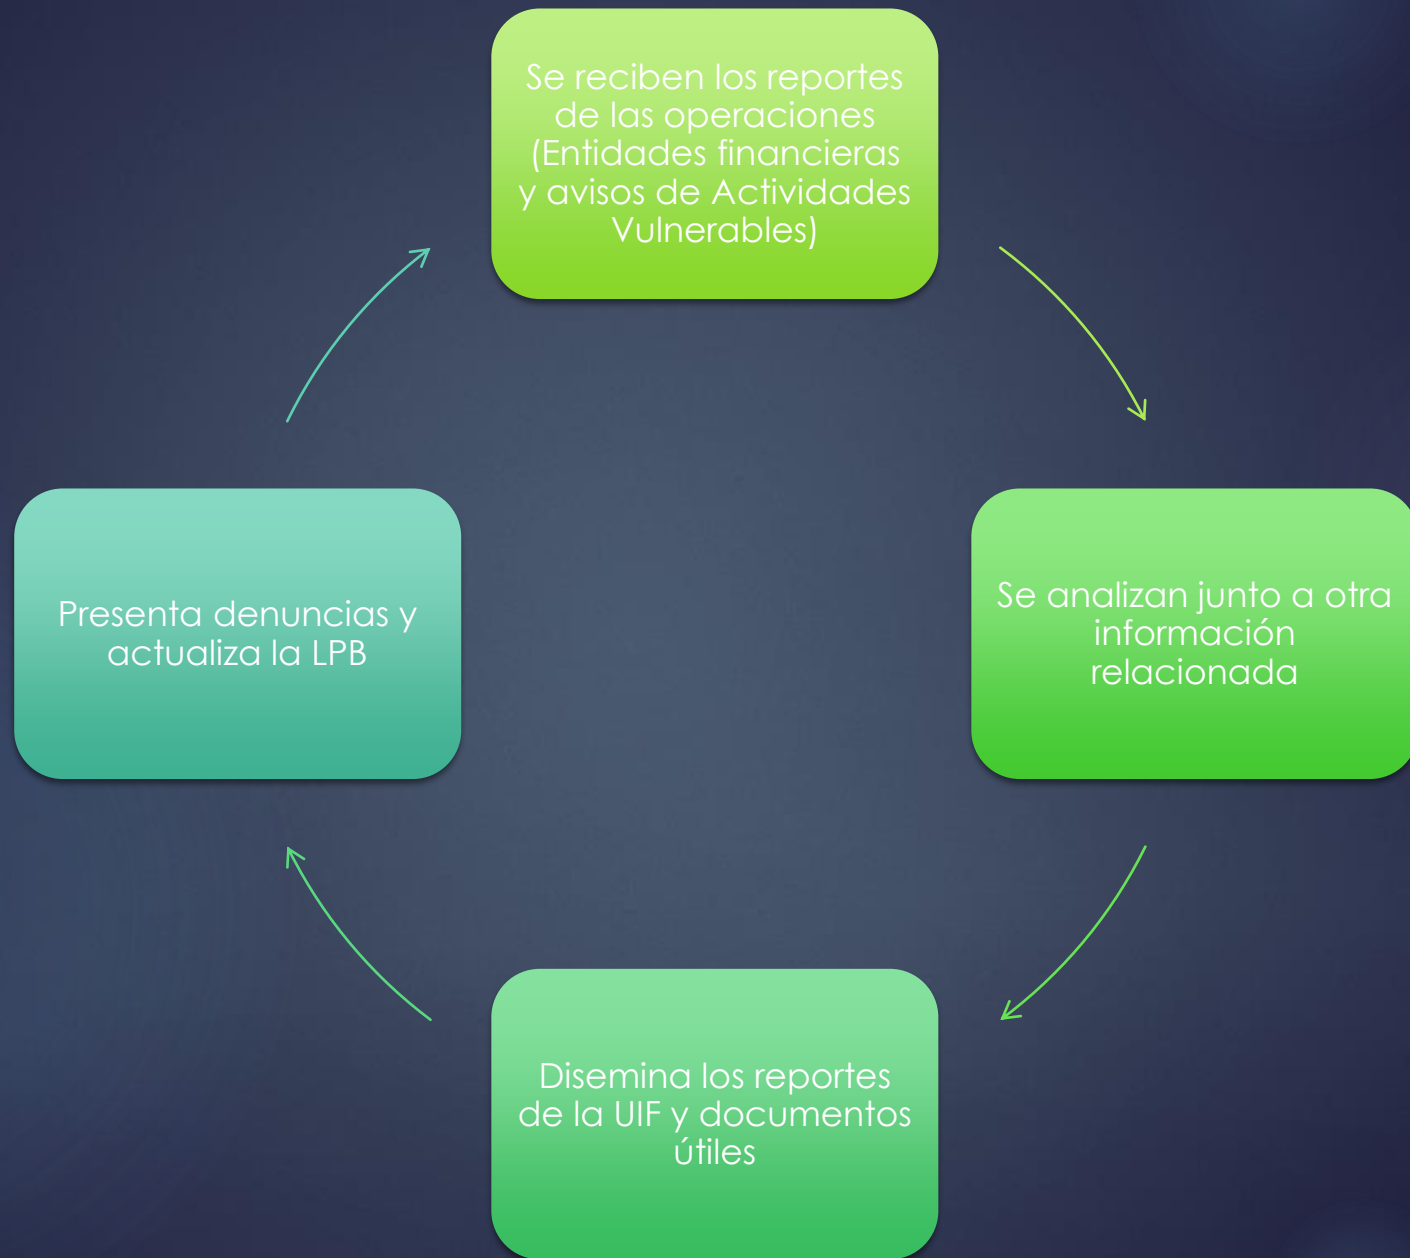 Se reciben los reportes
de las operaciones
(Entidades financieras
y avisos de Actividades
Vulnerables)
Se analizan junto a otra
información
relacionada
Disemina los reportes
de la UIF y documentos
útiles
Presenta denuncias y
actualiza la LPB